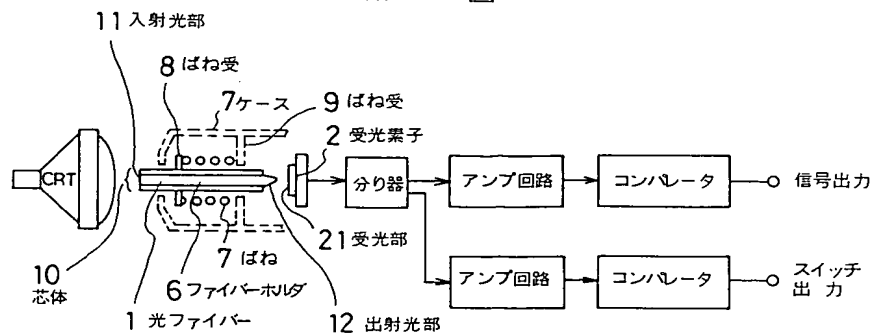 図
11 入射光部
8 ばね受
7 ケース
9 ばね受
2 受光素子
CRT
分り器
アンプ回路
コンパレータ
信号出力
21 受光部
7 ばね
10
芯体
6 ファイバーホルダ
1 光ファイバー
12 出射光部
アンプ回路
コンパレータ
スイッチ
出力